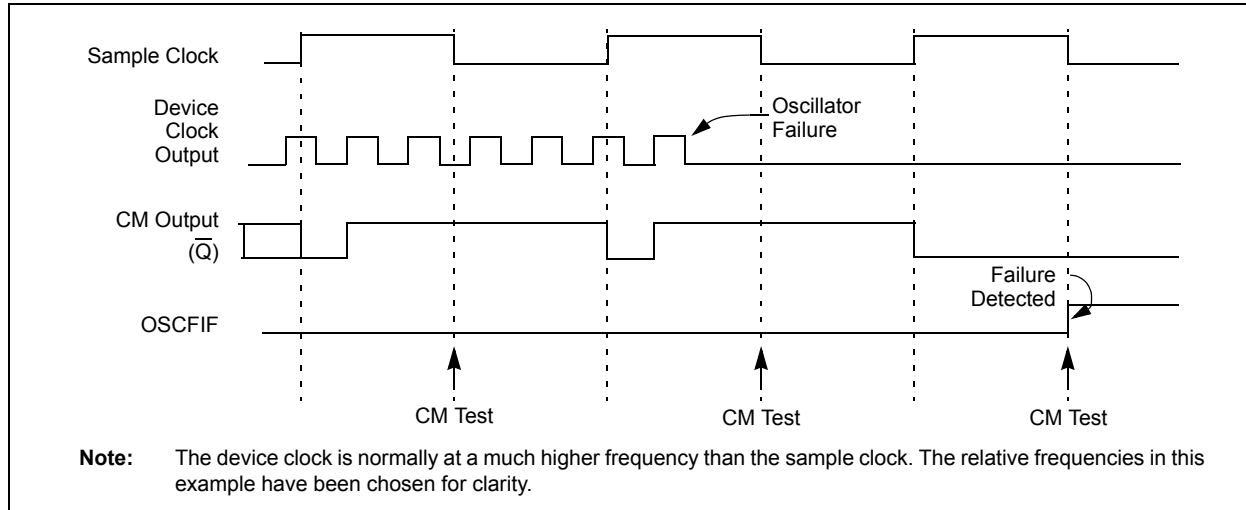 Sample Clock
Device
Clock
Output
Oscillator
Failure
CM Output
(Q̅)
Failure
Detected
OSCFIF
CM Test
CM Test
CM Test
Note: The device clock is normally at a much higher frequency than the sample clock. The relative frequencies in this
example have been chosen for clarity.